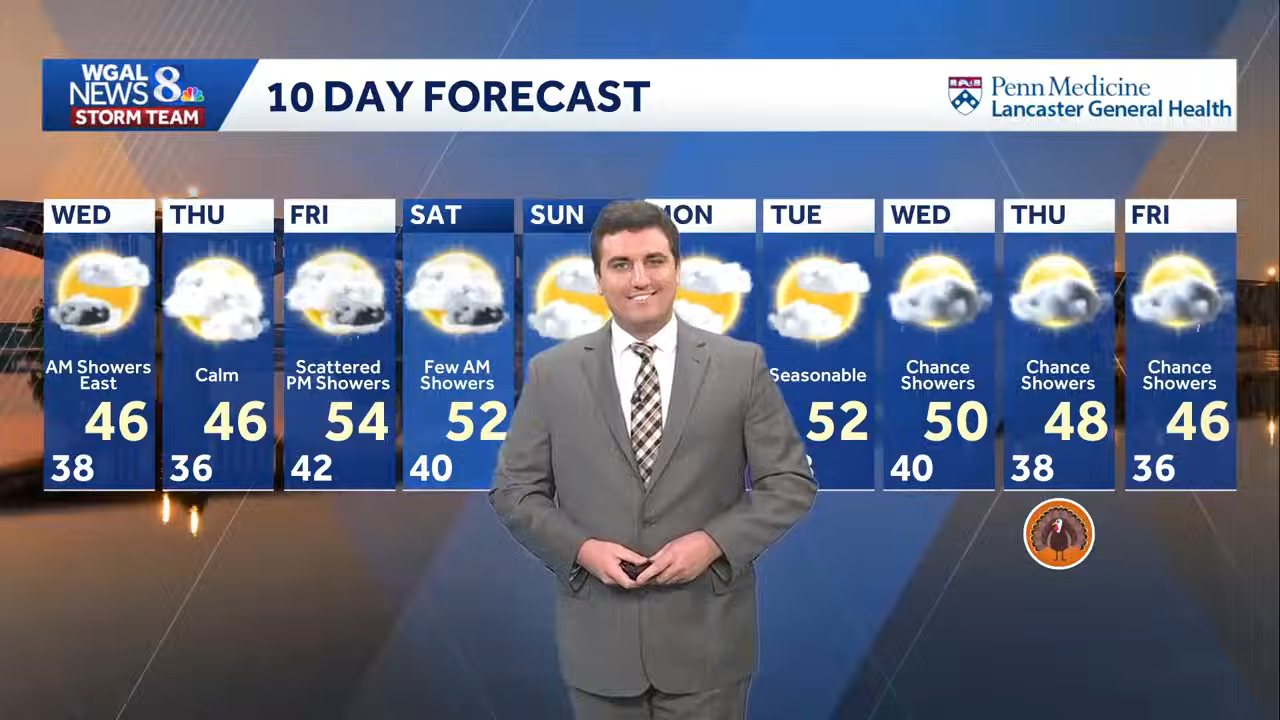 WGAL
NEWS 8
STORM TEAM
10 DAY FORECAST
Penn Medicine
Lancaster General Health
WED
THU
FRI
SAT
SUN
TUE
WED
THU
FRI
AM Showers
East
Calm
Scattered
PM Showers
Few AM
Showers
Seasonable
Chance
Showers
Chance
Showers
Chance
Showers
46
46
54
52
52
50
48
46
38
36
42
40
40
38
36